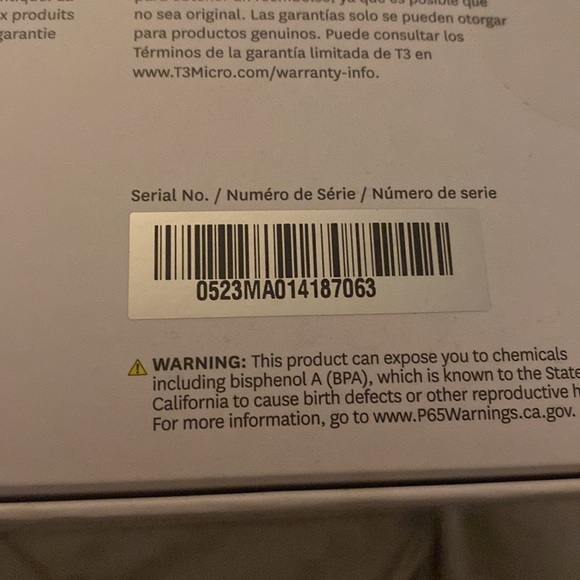 x produits
garantie
no sea original. Las garantías solo se pueden otorgar
para productos genuinos. Puede consultar los
Términos de la garantía limitada de T3 en
www.T3Micro.com/warranty-info.
Serial No. / Numéro de Série / Número de serie
0523MA014187063
WARNING: This product can expose you to chemicals
including bisphenol A (BPA), which is known to the State
California to cause birth defects or other reproductive h
For more information, go to www.P65Warnings.ca.gov.